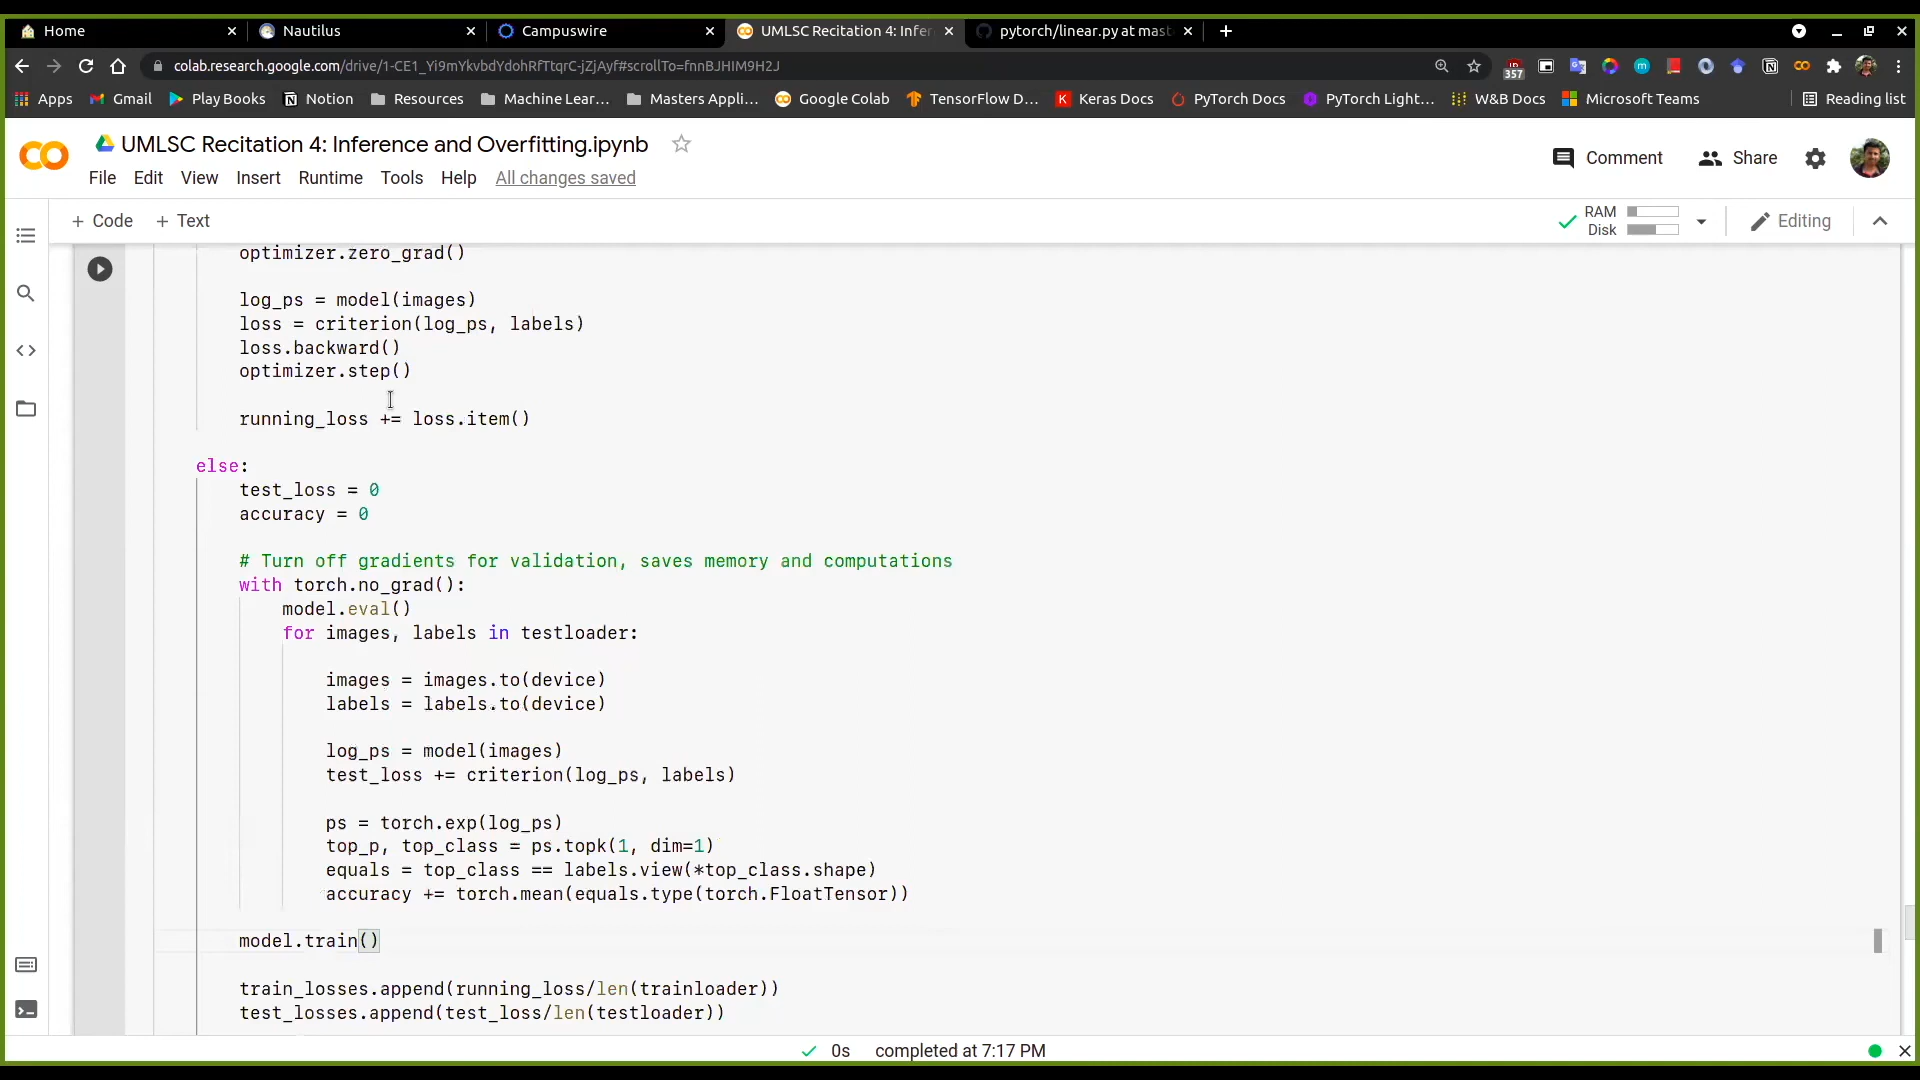 Home
Nautilus
Campuswire
UMLSC Recitation 4: Infer
pytorch/linear.py at mast
colab.research.google.com/drive/1-CE1_Yi9mYkvbdYdohRfTtqrC-jZjAyf#scrollTo=fnnBJHIM9H2J
357
Apps
Gmail
Play Books
Notion
Resources
Machine Lear...
Masters Appli...
Google Colab
TensorFlow D...
Keras Docs
PyTorch Docs
PyTorch Light...
W&B Docs
Microsoft Teams
Reading list
UMLSC Recitation 4: Inference and Overfitting.ipynb
Comment
Share
File Edit View Insert Runtime Tools Help All changes saved
+ Code + Text
RAM
Disk
Editing
optimizer.zero_grad()
log_ps = model(images)
loss = criterion(log_ps, labels)
loss.backward()
optimizer.step()
running_loss += loss.item()
else:
test_loss = 0
accuracy = 0
# Turn off gradients for validation, saves memory and computations
with torch.no_grad():
model.eval()
for images, labels in testloader:
images = images.to(device)
labels = labels.to(device)
log_ps = model(images)
test_loss += criterion(log_ps, labels)
ps = torch.exp(log_ps)
top_p, top_class = ps.topk(1, dim=1)
equals = top_class == labels.view(*top_class.shape)
accuracy += torch.mean(equals.type(torch.FloatTensor))
model.train()
train_losses.append(running_loss/len(trainloader))
test_losses.append(test_loss/len(testloader))
0s completed at 7:17 PM